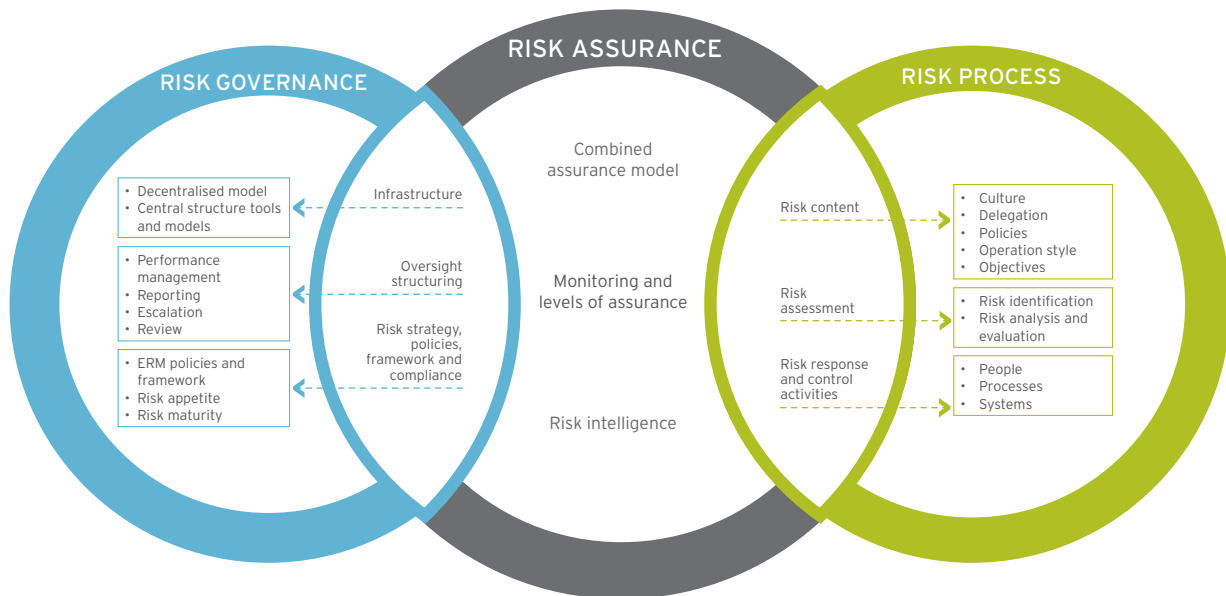 RISK ASSURANCE
RISK GOVERNANCE
RISK PROCESS
• Decentralised model
• Central structure tools
and models
• Performance
management
• Reporting
• Escalation
• Review
• ERM policies and
framework
• Risk appetite
• Risk maturity
Infrastructure
Oversight
structuring
Risk strategy,
policies,
framework and
compliance
Combined
assurance model
Monitoring and
levels of assurance
Risk intelligence
Risk content
Risk
assessment
Risk response
and control
activities
• Culture
• Delegation
• Policies
• Operation style
• Objectives
• Risk identification
• Risk analysis and
evaluation
• People
• Processes
• Systems